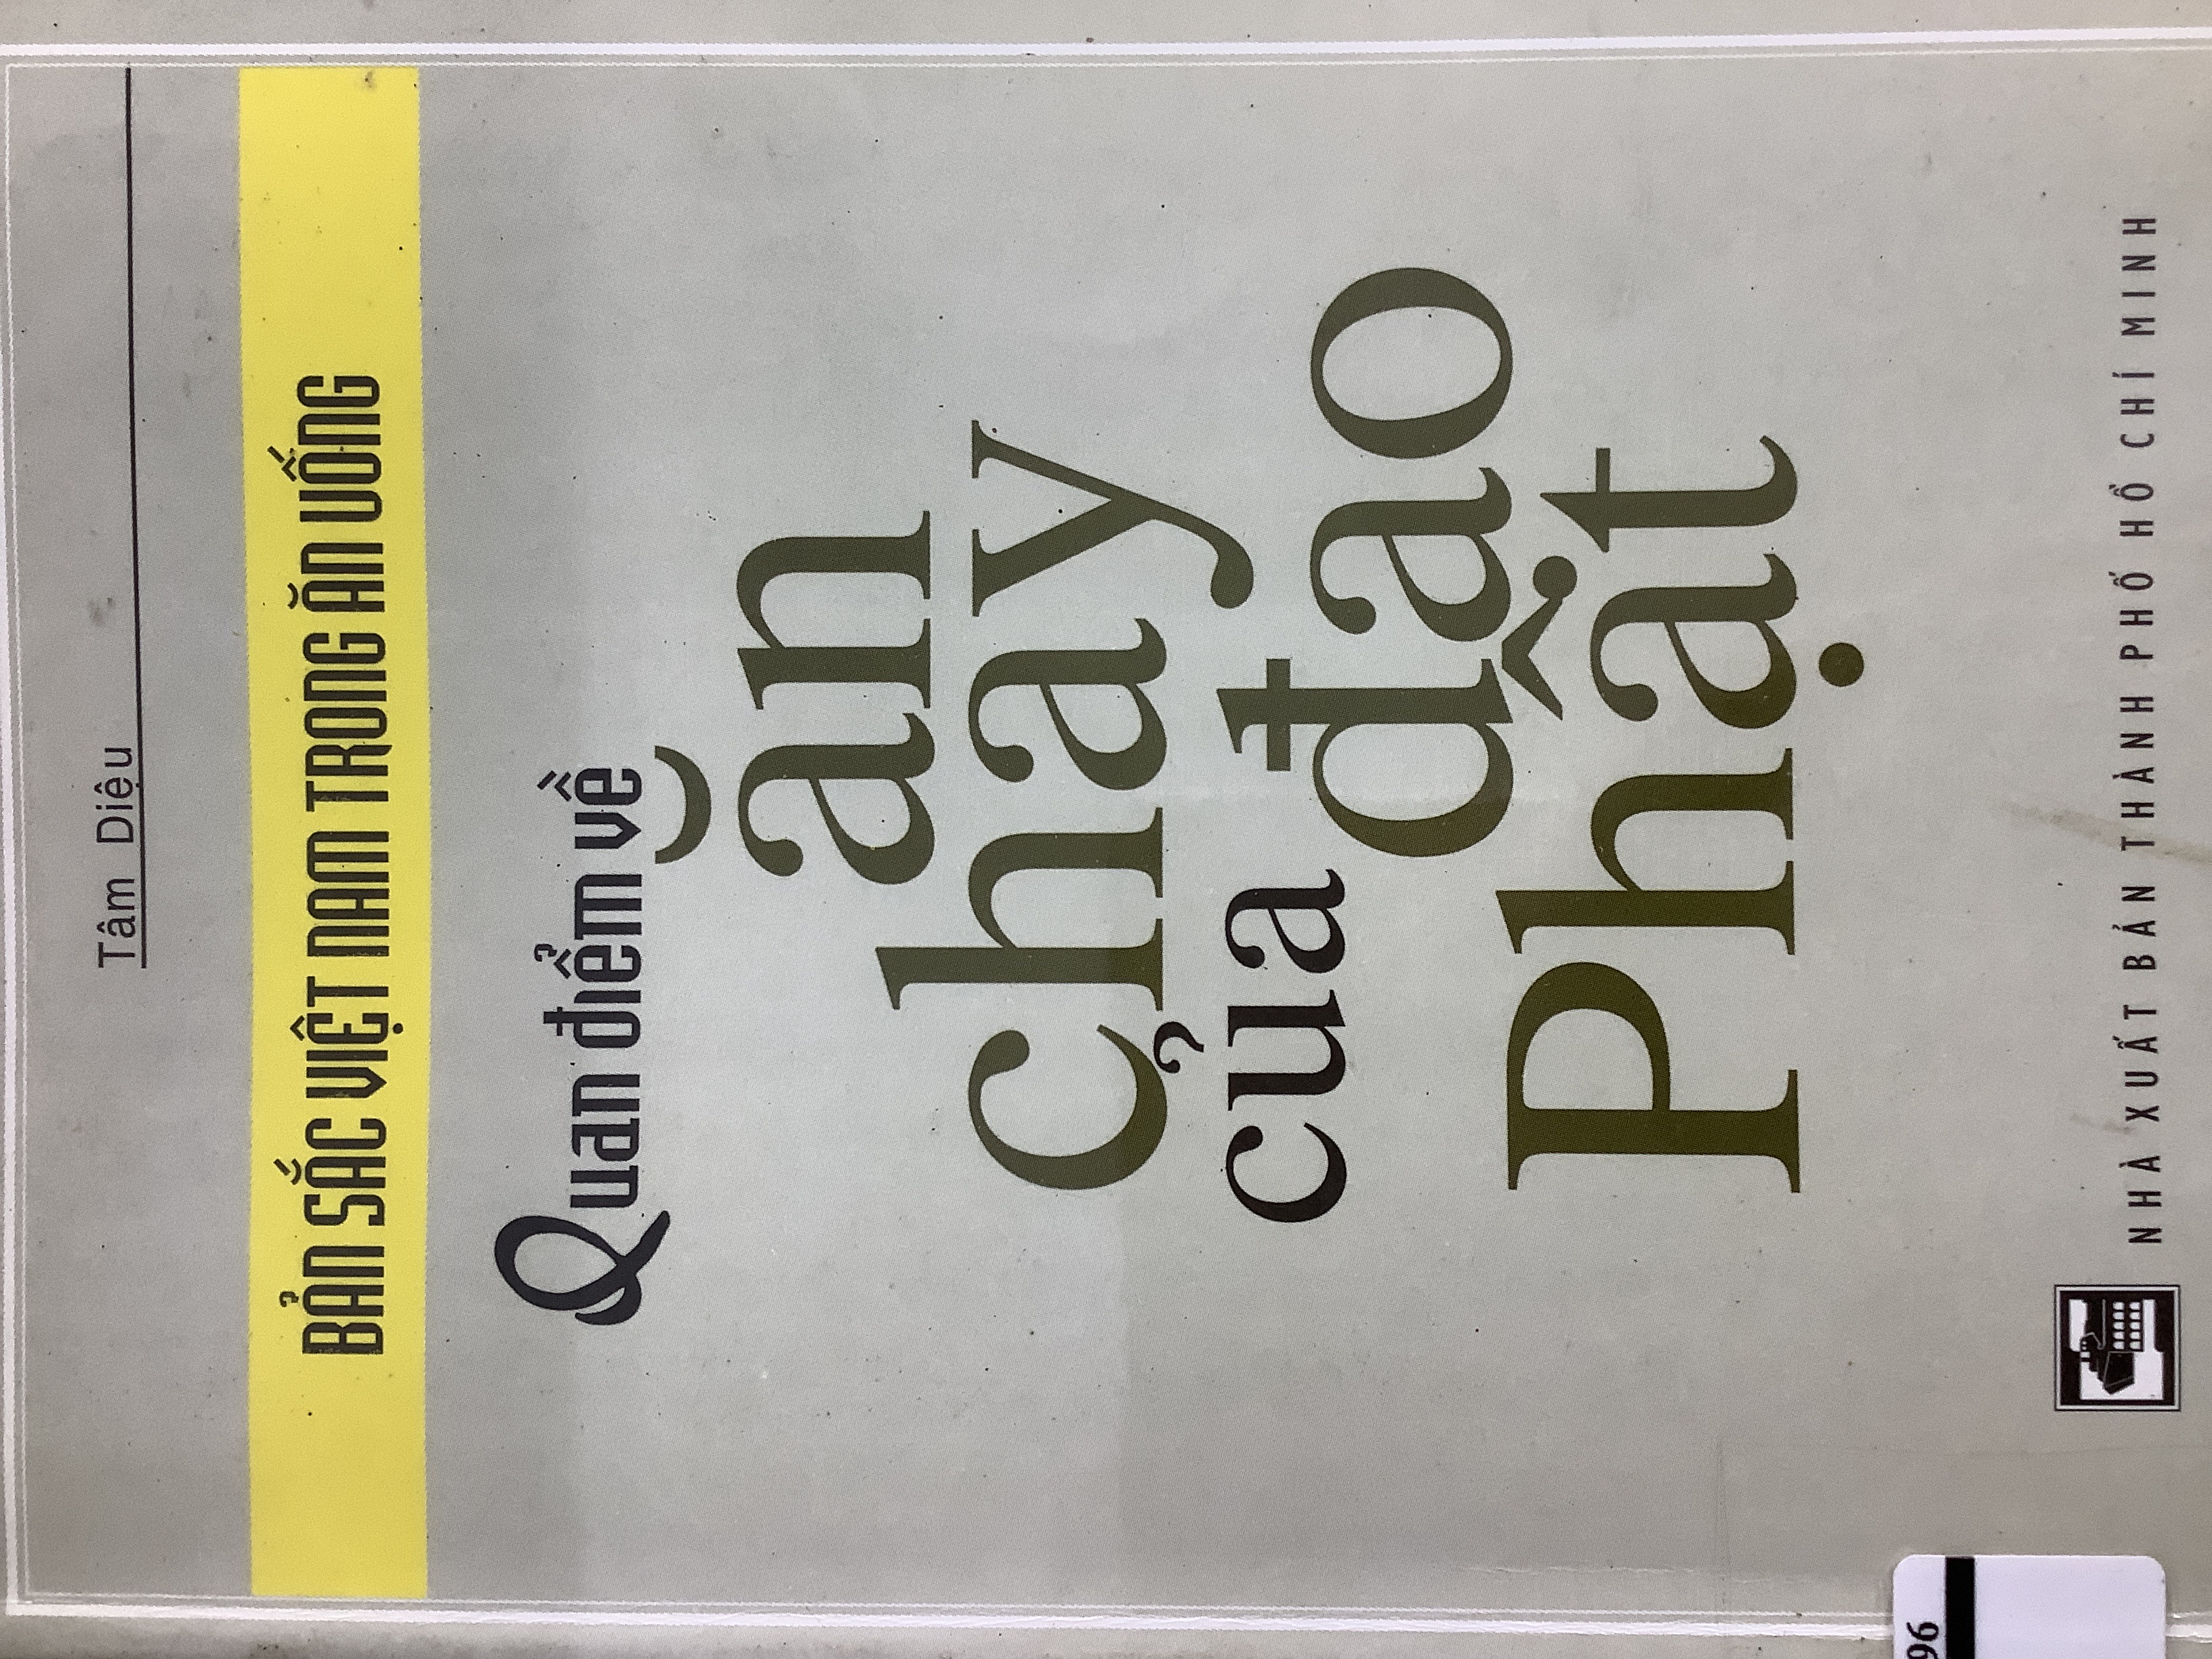 Tâm Diệu
BẢN SẮC VIỆT NAM TRONG ĂN UỐNG
Quan điểm về
ăn
chay
của đạo
Phật
NHÀ XUẤT BẢN THÀNH PHỐ HỒ CHÍ MINH
96